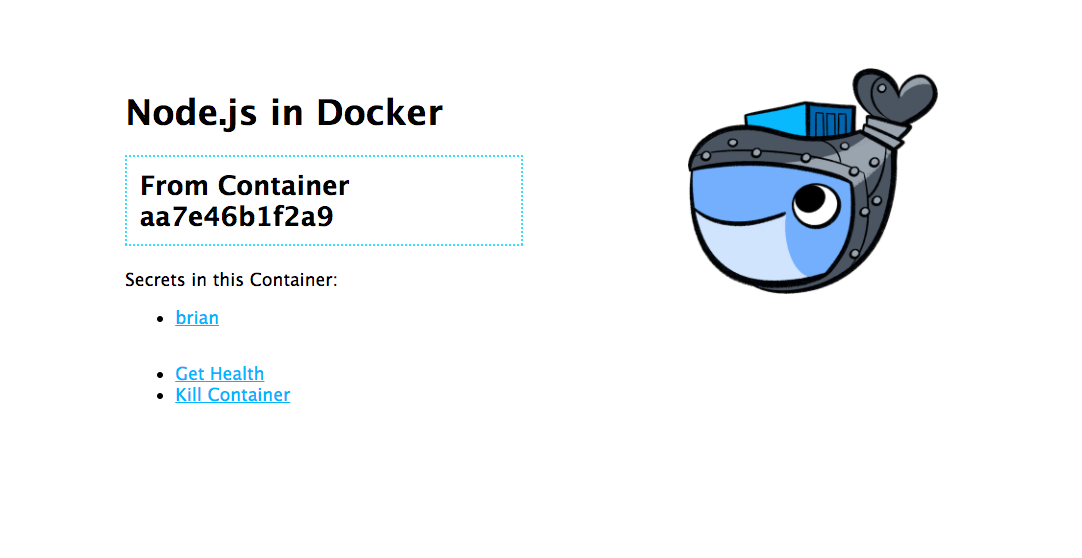 Node.js in Docker
From Container
aa7e46b1f2a9
Secrets in this Container:
brian
Get Health
Kill Container